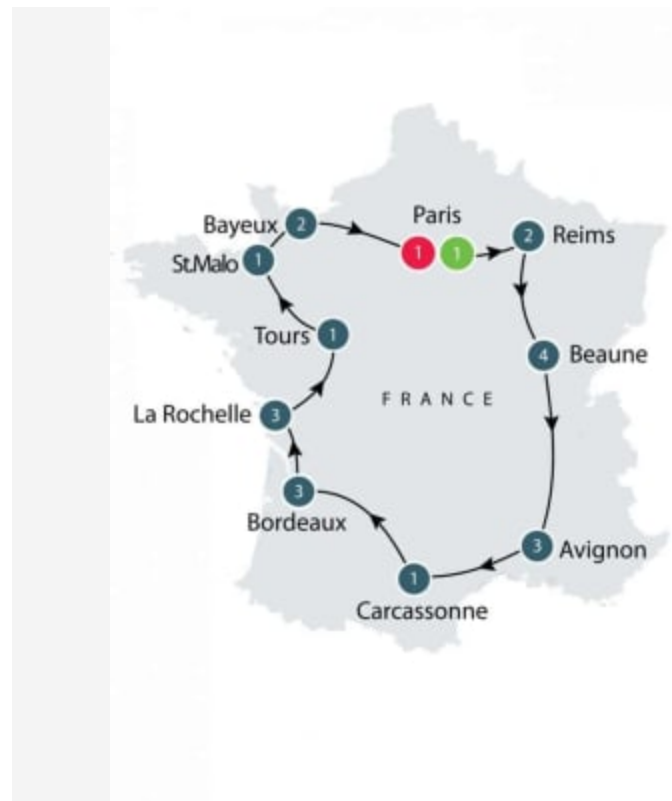 Paris
1 1
2 Reims
Bayeux 2
St.Malo 1
Tours 1
4 Beaune
FRANCE
La Rochelle 3
3
Bordeaux
3 Avignon
1
Carcassonne